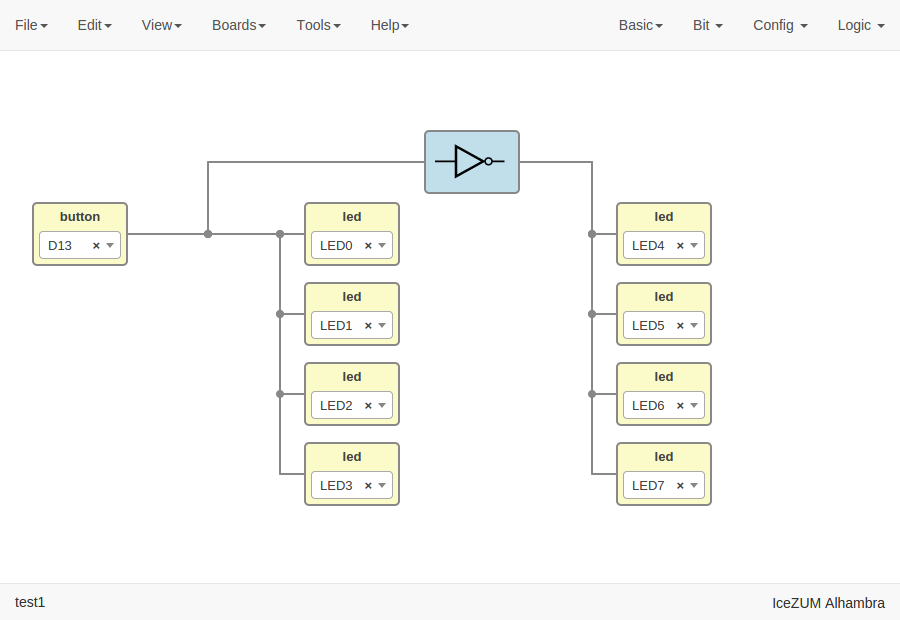 File Edit View Boards Tools Help Basic Bit Config Logic
button
D13 ×
led
LED0 ×
led
LED1 ×
led
LED2 ×
led
LED3 ×
led
LED4 ×
led
LED5 ×
led
LED6 ×
led
LED7 ×
test1 IceZUM Alhambra